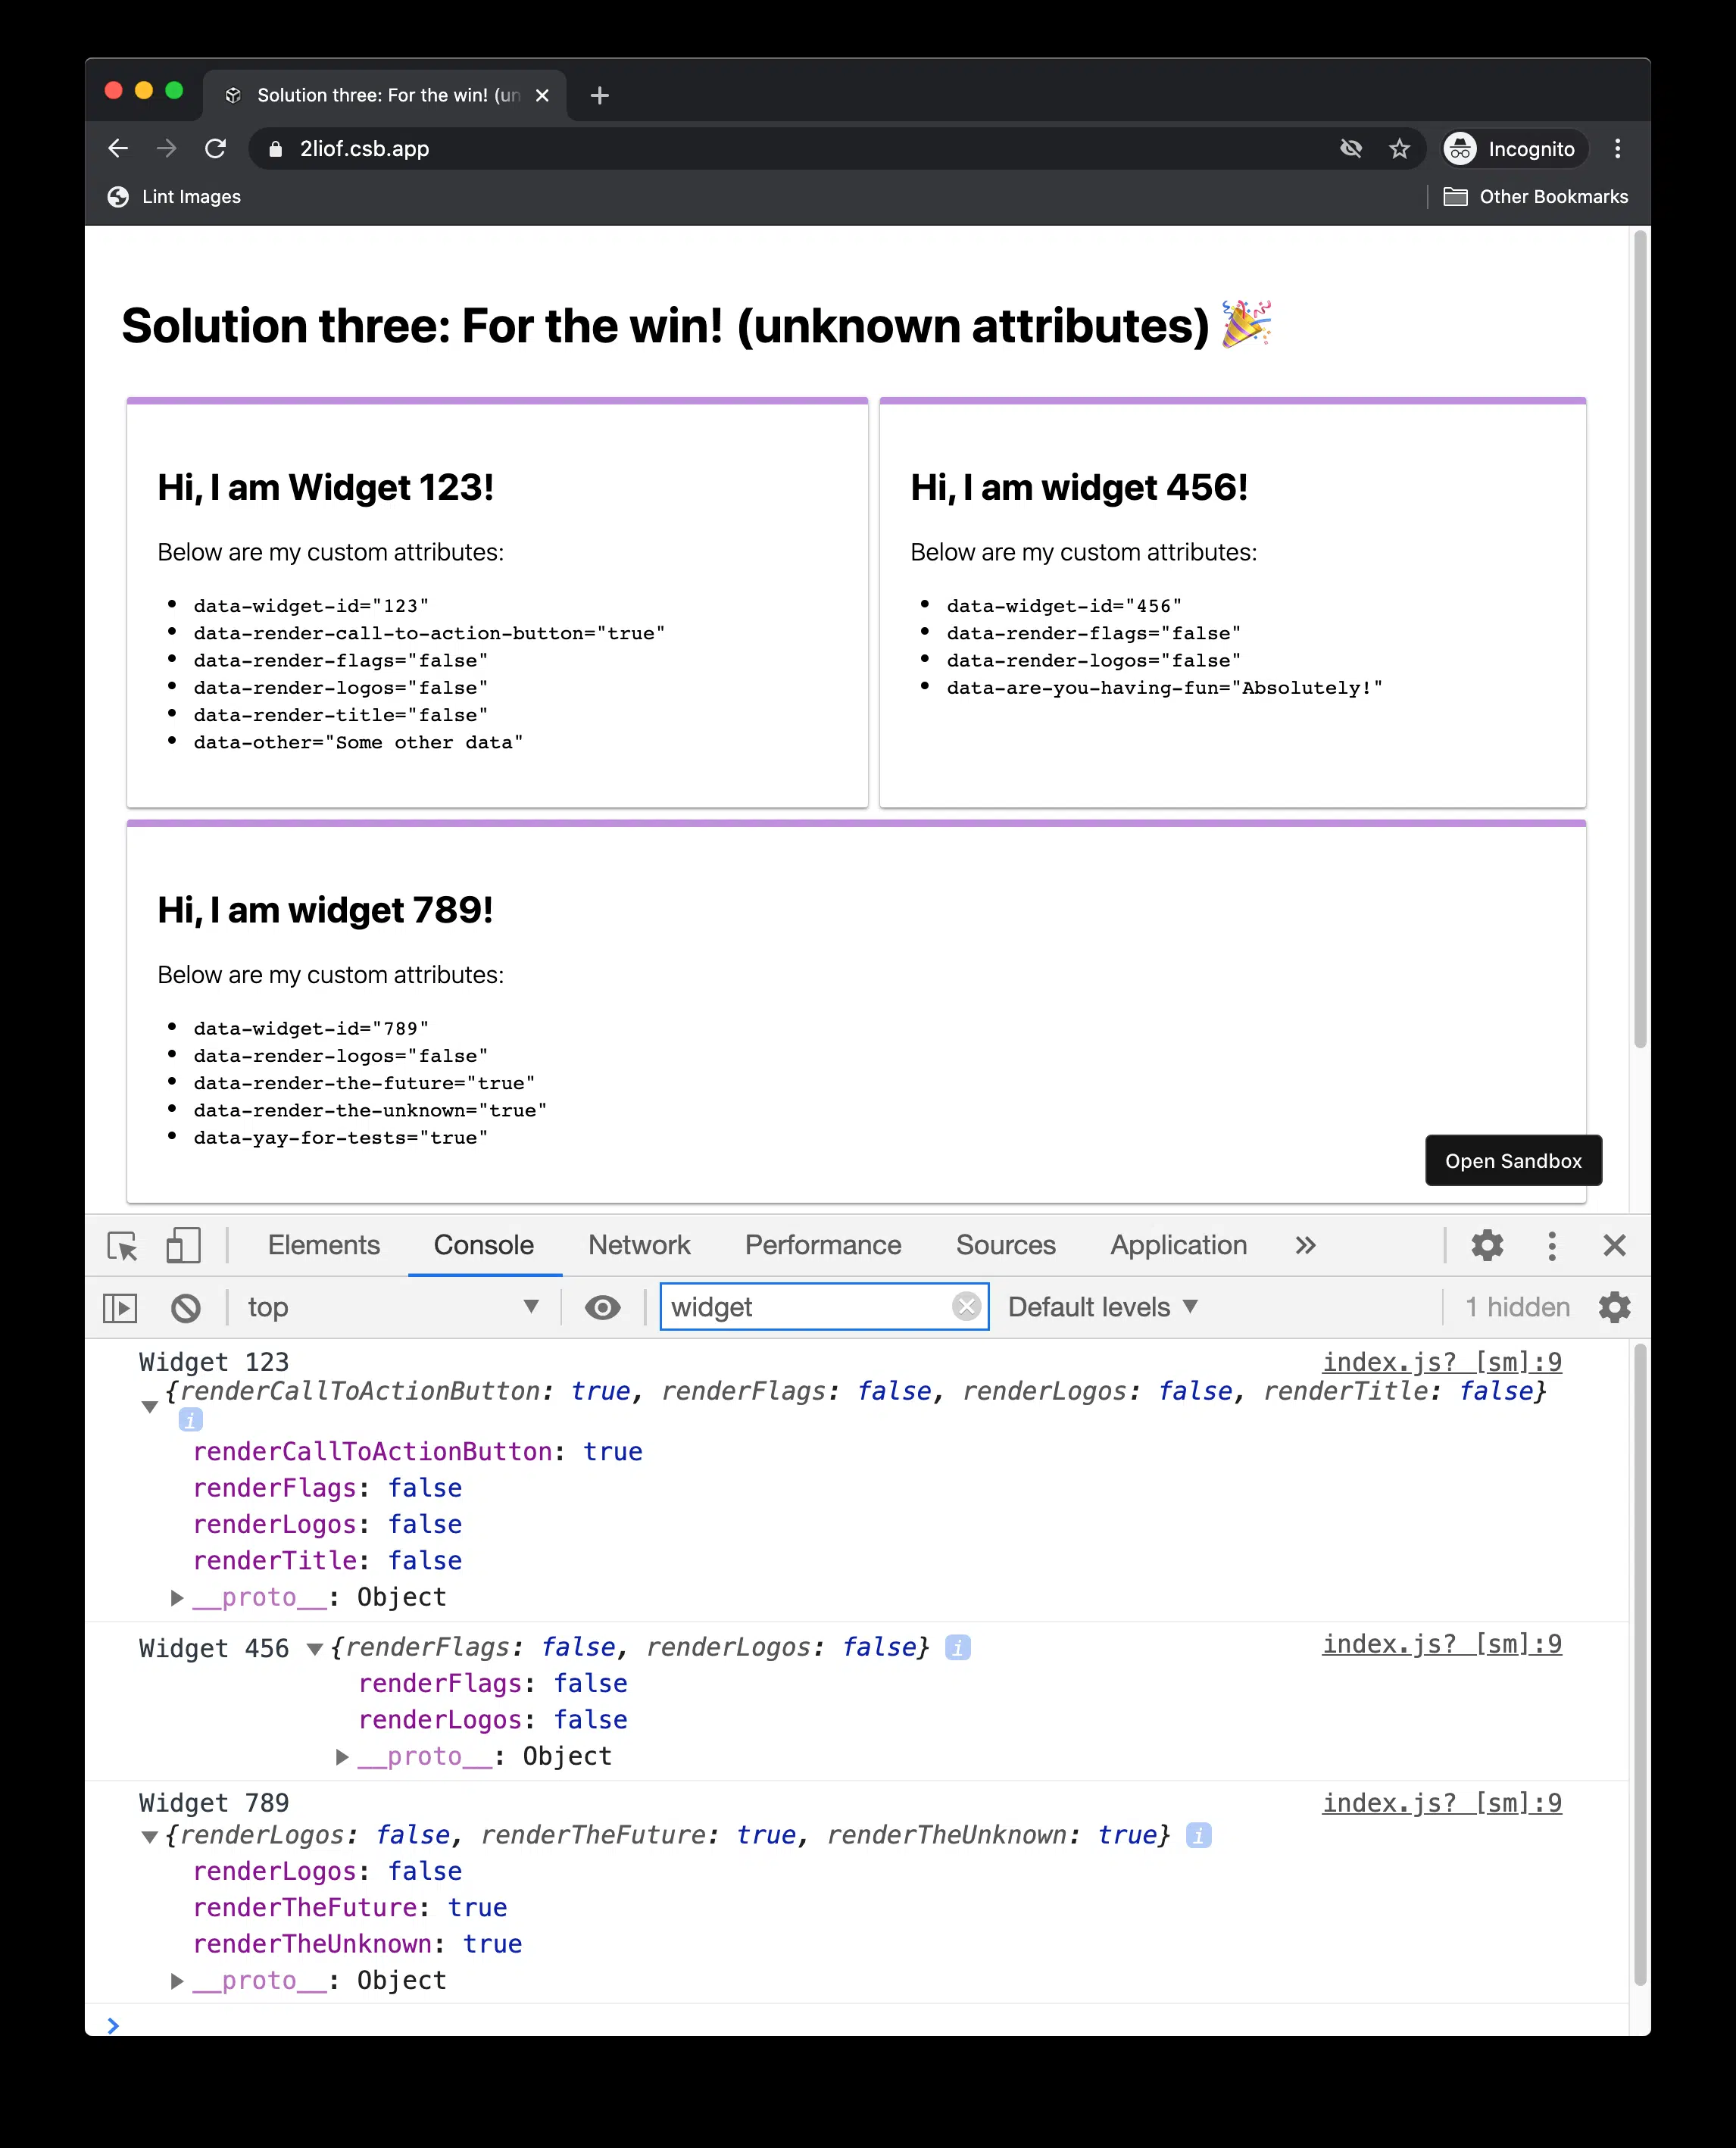 Solution three: For the win! (un
2liof.csb.app
Incognito
Lint Images
Other Bookmarks
Solution three: For the win! (unknown attributes) 🎉
Hi, I am Widget 123!
Below are my custom attributes:
• data-widget-id="123"
• data-render-call-to-action-button="true"
• data-render-flags="false"
• data-render-logos="false"
• data-render-title="false"
• data-other="Some other data"
Hi, I am widget 456!
Below are my custom attributes:
• data-widget-id="456"
• data-render-flags="false"
• data-render-logos="false"
• data-are-you-having-fun="Absolutely!"
Hi, I am widget 789!
Below are my custom attributes:
• data-widget-id="789"
• data-render-logos="false"
• data-render-the-future="true"
• data-render-the-unknown="true"
• data-yay-for-tests="true"
Open Sandbox
Elements Console Network Performance Sources Application »
top widget Default levels ▼ 1 hidden
Widget 123 index.js? [sm]:9
▼ {renderCallToActionButton: true, renderFlags: false, renderLogos: false, renderTitle: false}
i
renderCallToActionButton: true
renderFlags: false
renderLogos: false
renderTitle: false
▶ __proto__: Object
Widget 456 ▼ {renderFlags: false, renderLogos: false} i index.js? [sm]:9
renderFlags: false
renderLogos: false
▶ __proto__: Object
Widget 789 index.js? [sm]:9
▼ {renderLogos: false, renderTheFuture: true, renderTheUnknown: true} i
renderLogos: false
renderTheFuture: true
renderTheUnknown: true
▶ __proto__: Object